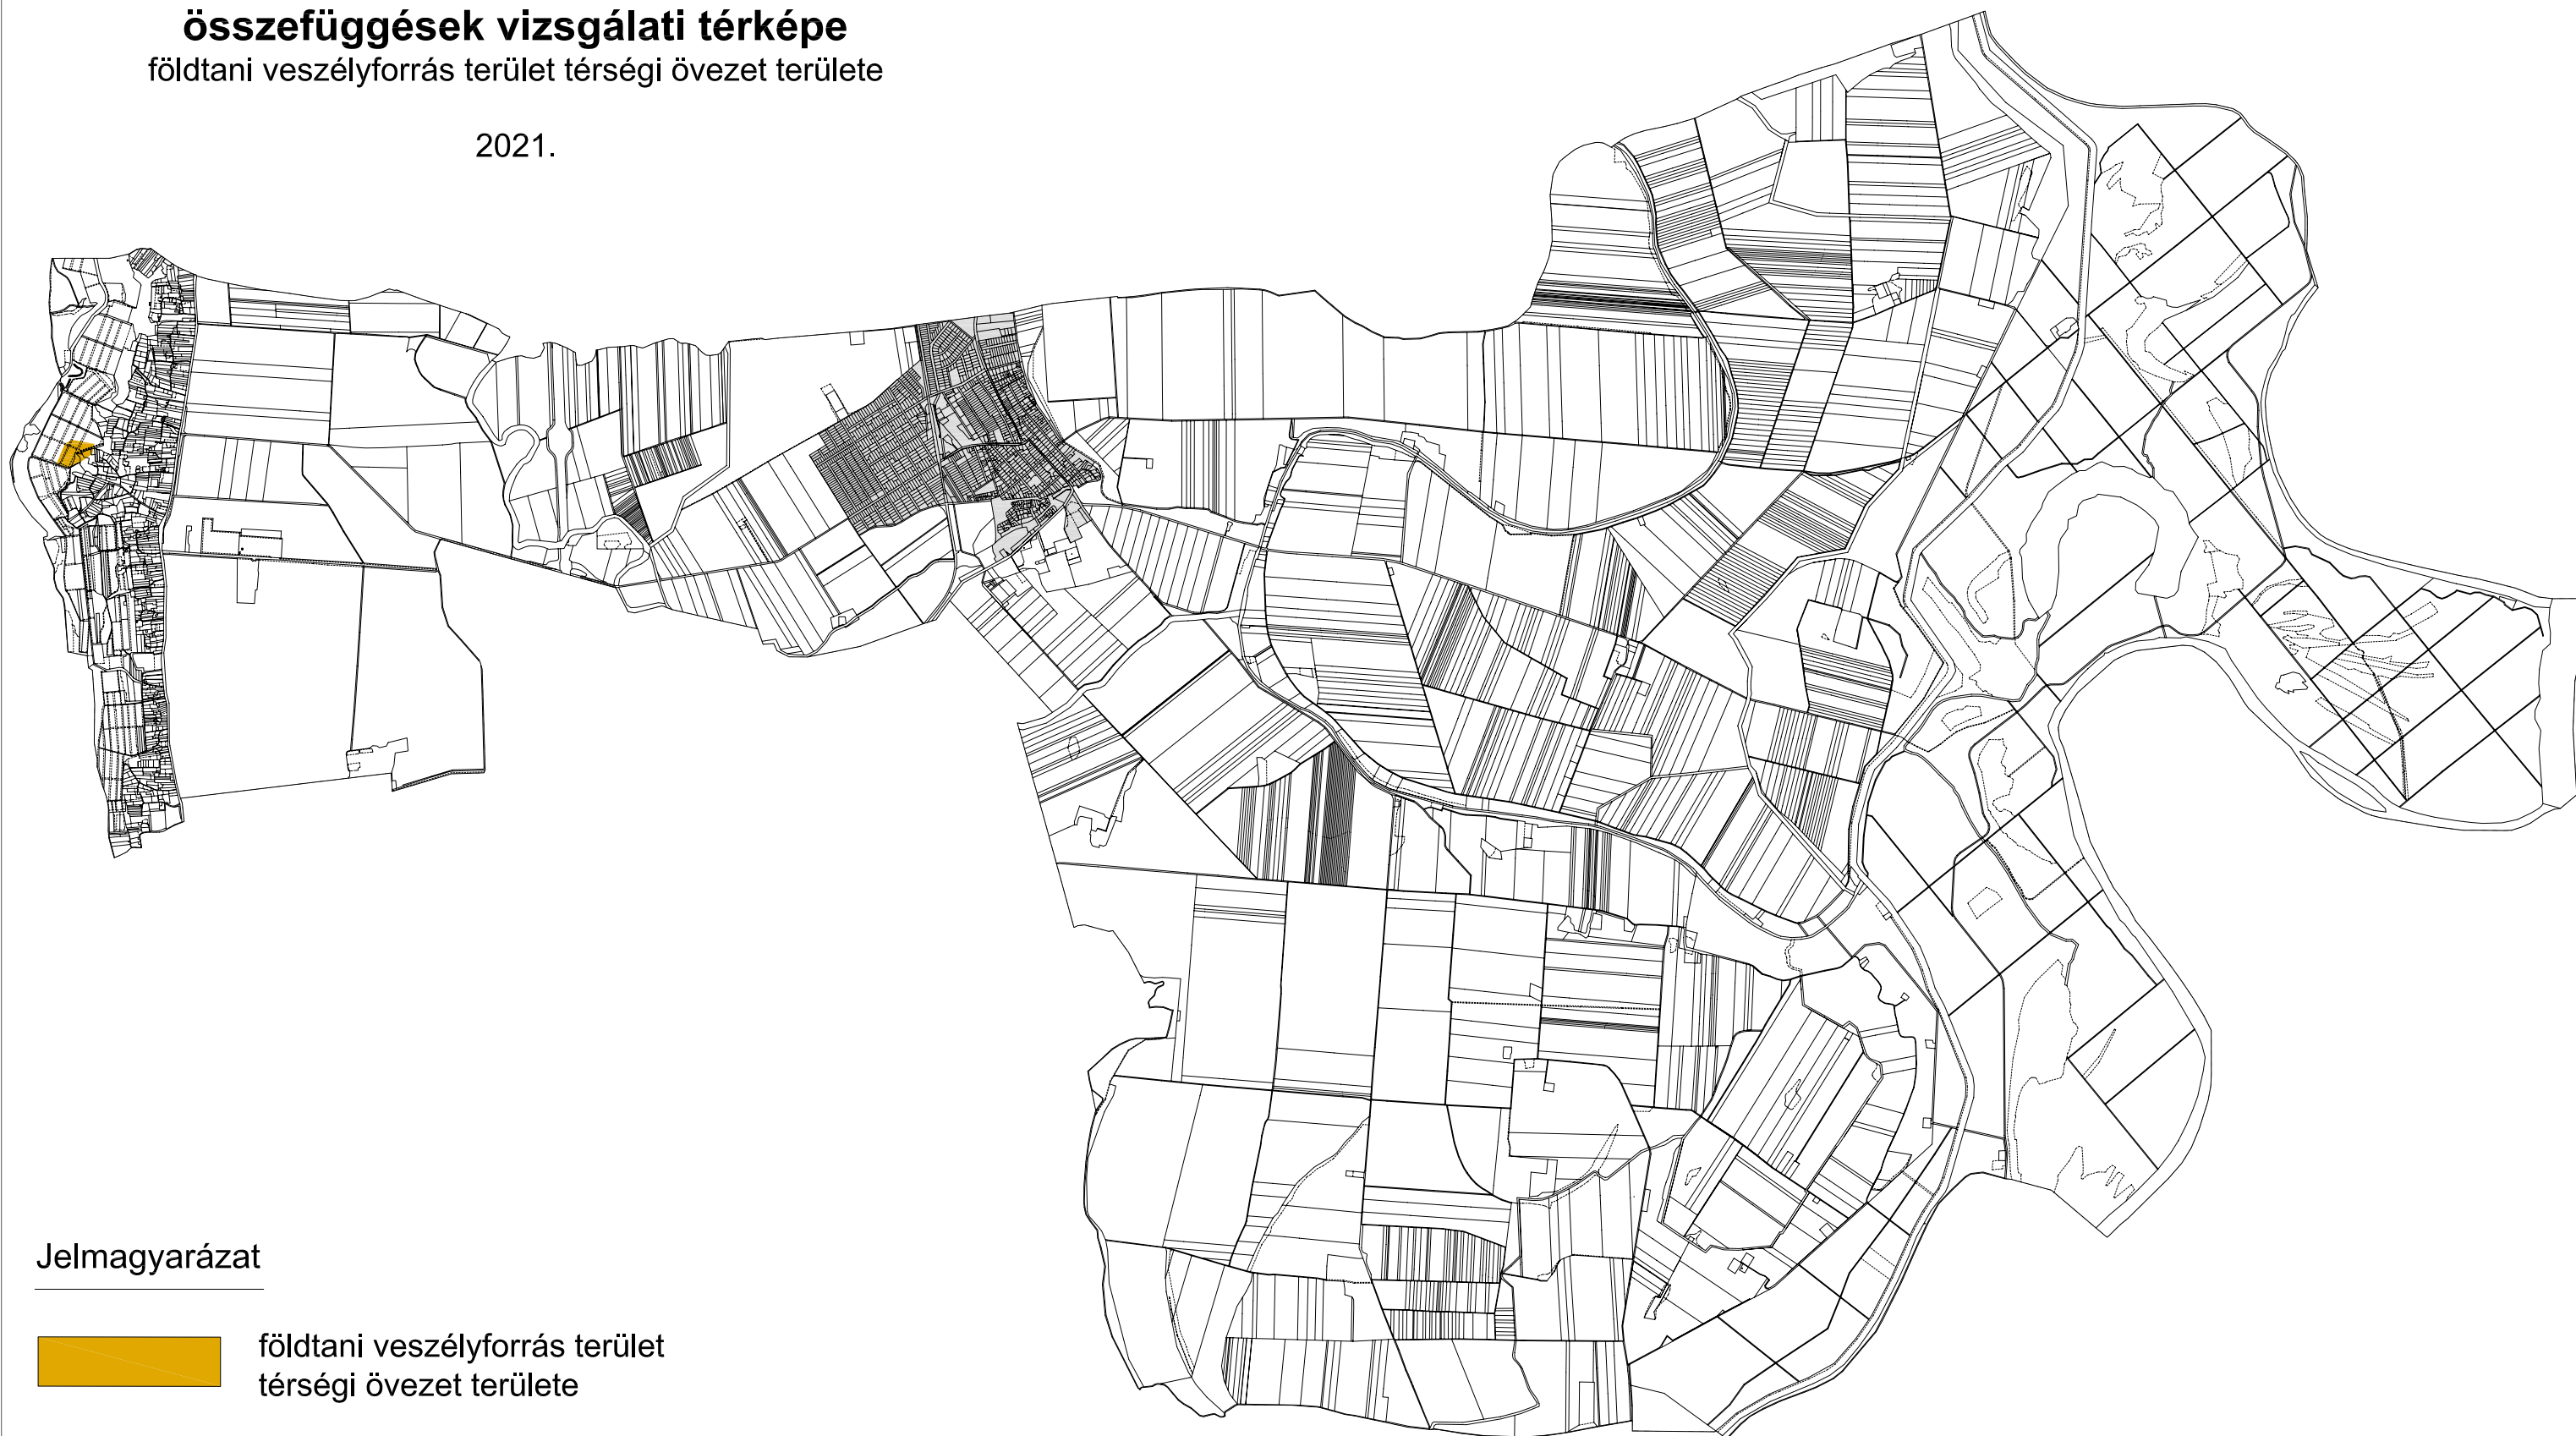 összefüggések vizsgálati térképe
földtani veszélyforrás terület térségi övezet területe
2021.
Jelmagyarázat
földtani veszélyforrás terület
térségi övezet területe